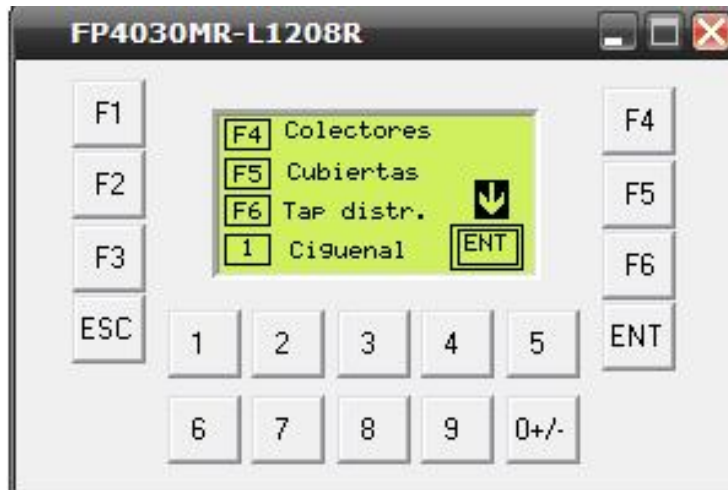 FP4030MR-L1208R
F1
F4
F4 Colectores
F2
F5
F5 Cubiertas
F6 Tap distr.
1 Ciguenal ENT
F3
F6
ESC
1 2 3 4 5
ENT
6 7 8 9 0+/-